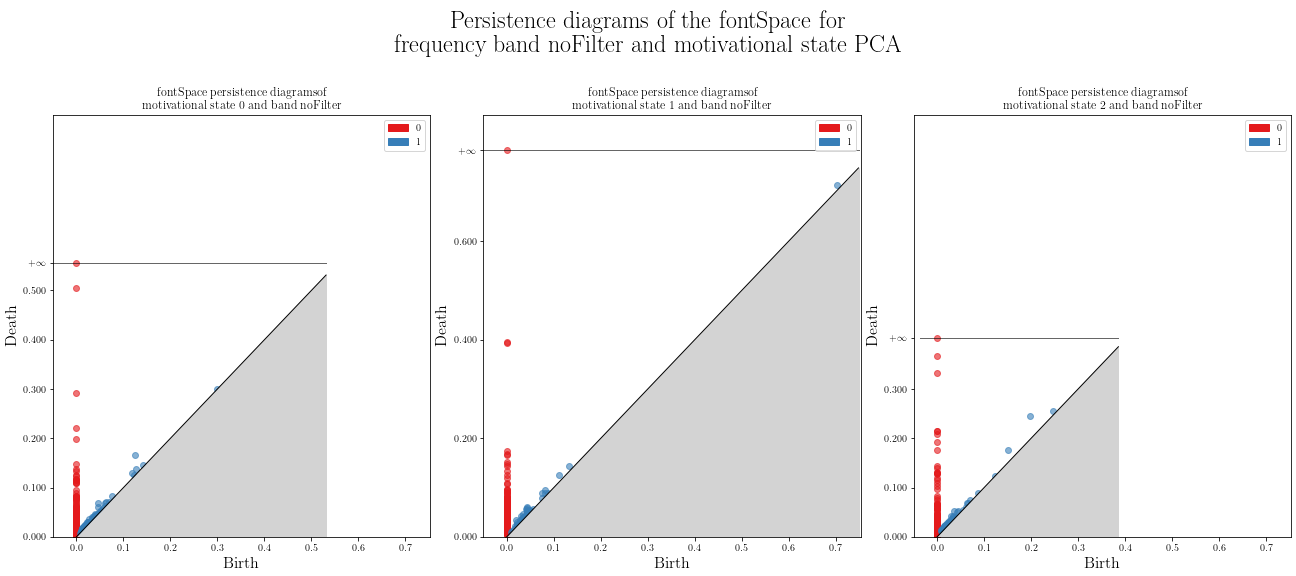 Persistence diagrams of the fontSpace for
frequency band noFilter and motivational state PCA
fontSpace persistence diagramsof
motivational state 0 and band noFilter
0
1
+∞
0.500
0.400
0.300
0.200
0.100
0.000
Death
0.0 0.1 0.2 0.3 0.4 0.5 0.6 0.7
Birth
fontSpace persistence diagramsof
motivational state 1 and band noFilter
0
1
+∞
0.600
0.400
0.200
0.000
Death
0.0 0.1 0.2 0.3 0.4 0.5 0.6 0.7
Birth
fontSpace persistence diagramsof
motivational state 2 and band noFilter
0
1
+∞
0.300
0.200
0.100
0.000
Death
0.0 0.1 0.2 0.3 0.4 0.5 0.6 0.7
Birth